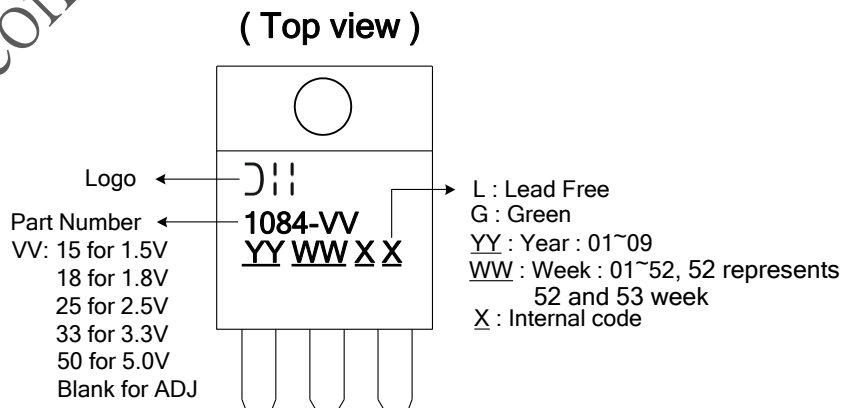 ( Top view )
Logo
Part Number
VV: 15 for 1.5V
18 for 1.8V
25 for 2.5V
33 for 3.3V
50 for 5.0V
Blank for ADJ
1084-VV
YY WW X X
L : Lead Free
G : Green
YY : Year : 01~09
WW : Week : 01~52, 52 represents
52 and 53 week
X : Internal code